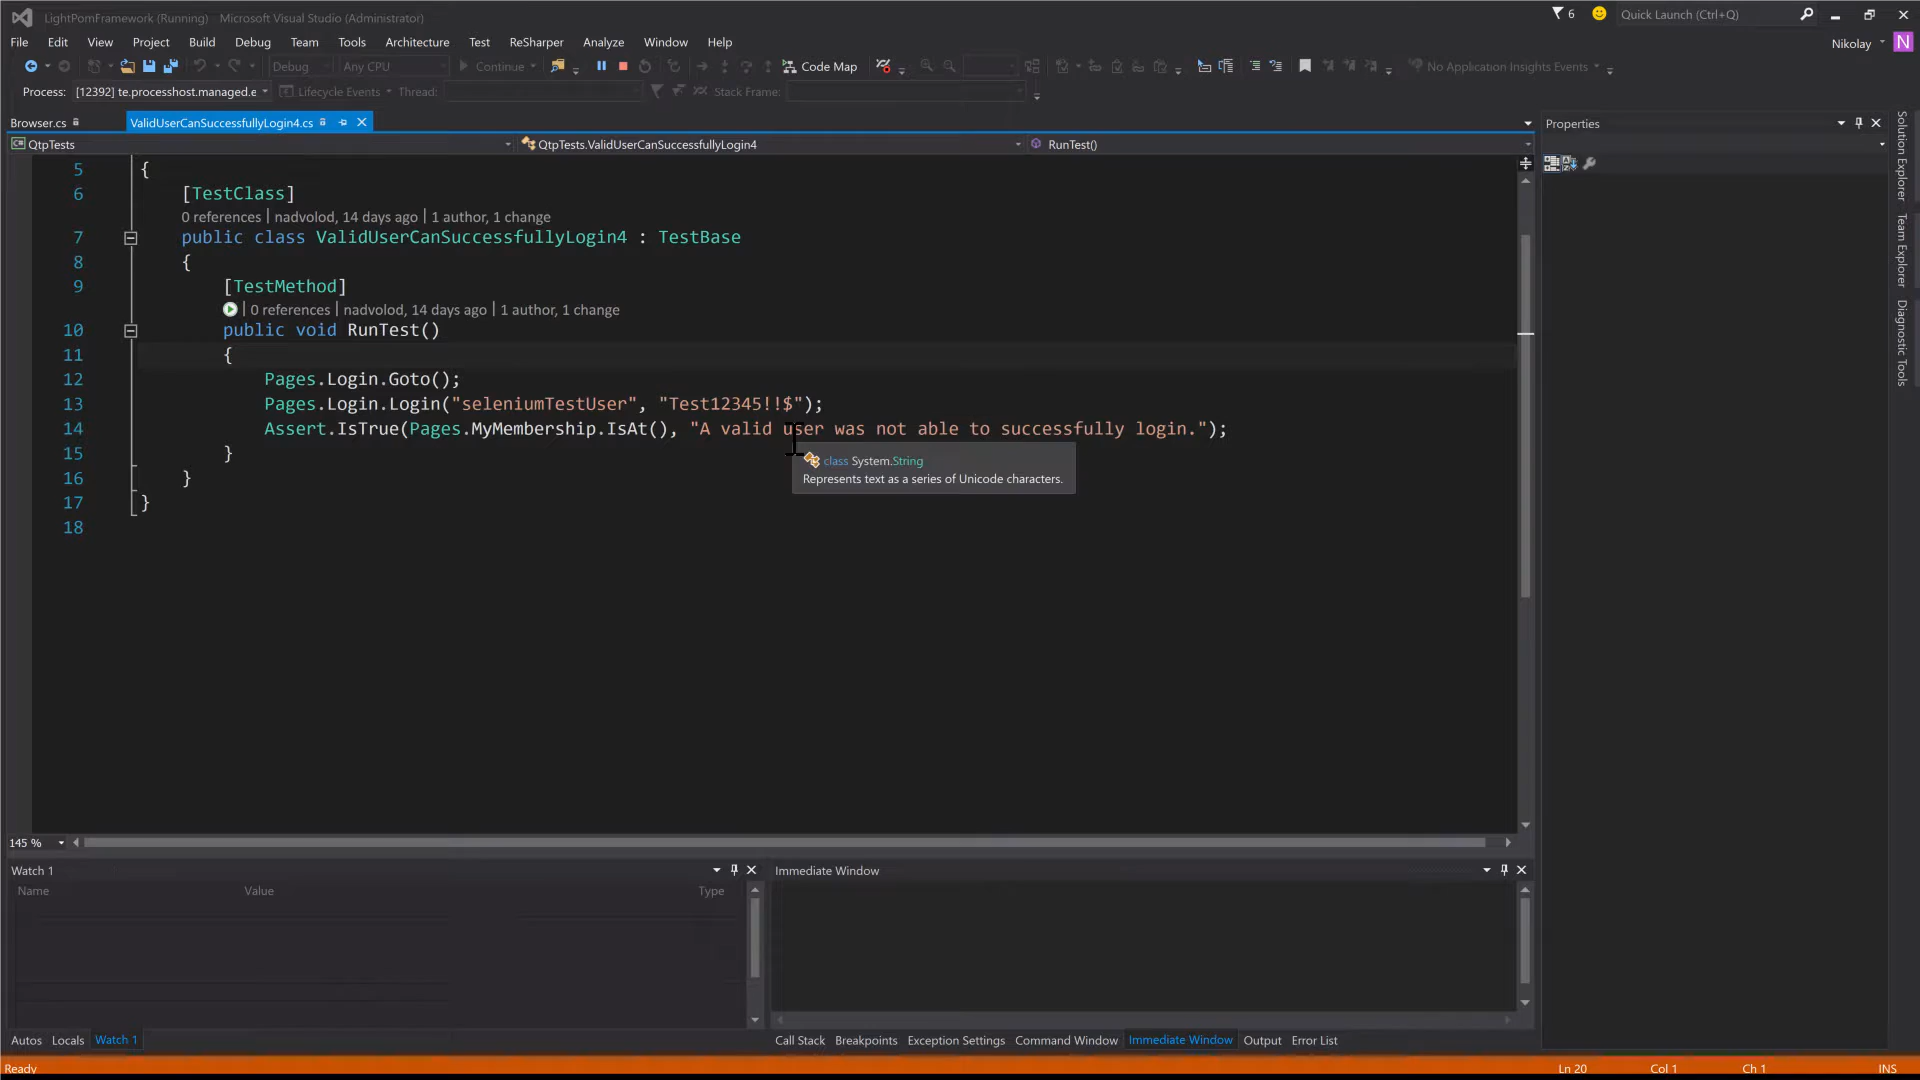 LightPomFramework (Running) - Microsoft Visual Studio (Administrator)
6
Quick Launch (Ctrl+Q)
File Edit View Project Build Debug Team Tools Architecture Test ReSharper Analyze Window Help
Nikolay N
Debug Any CPU Continue Code Map No Application Insights Events
Process: [12392] te.processhost.managed.e Lifecycle Events Thread: Stack Frame:
Browser.cs ValidUserCanSuccessfullyLogin4.cs
Properties
QtpTests QtpTests.ValidUserCanSuccessfullyLogin4 RunTest()
5 {
6 [TestClass]
0 references | nadvolod, 14 days ago | 1 author, 1 change
7 public class ValidUserCanSuccessfullyLogin4 : TestBase
8 {
9 [TestMethod]
| 0 references | nadvolod, 14 days ago | 1 author, 1 change
10 public void RunTest()
11 {
12 Pages.Login.Goto();
13 Pages.Login.Login("seleniumTestUser", "Test12345!!$");
14 Assert.IsTrue(Pages.MyMembership.IsAt(), "A valid user was not able to successfully login.");
15 }
class System.String
Represents text as a series of Unicode characters.
16 }
17 }
18
Solution Explorer
Team Explorer
Diagnostic Tools
145 %
Watch 1
Name Value Type
Immediate Window
Autos Locals Watch 1
Call Stack Breakpoints Exception Settings Command Window Immediate Window Output Error List
Ready Ln 20 Col 1 Ch 1 INS